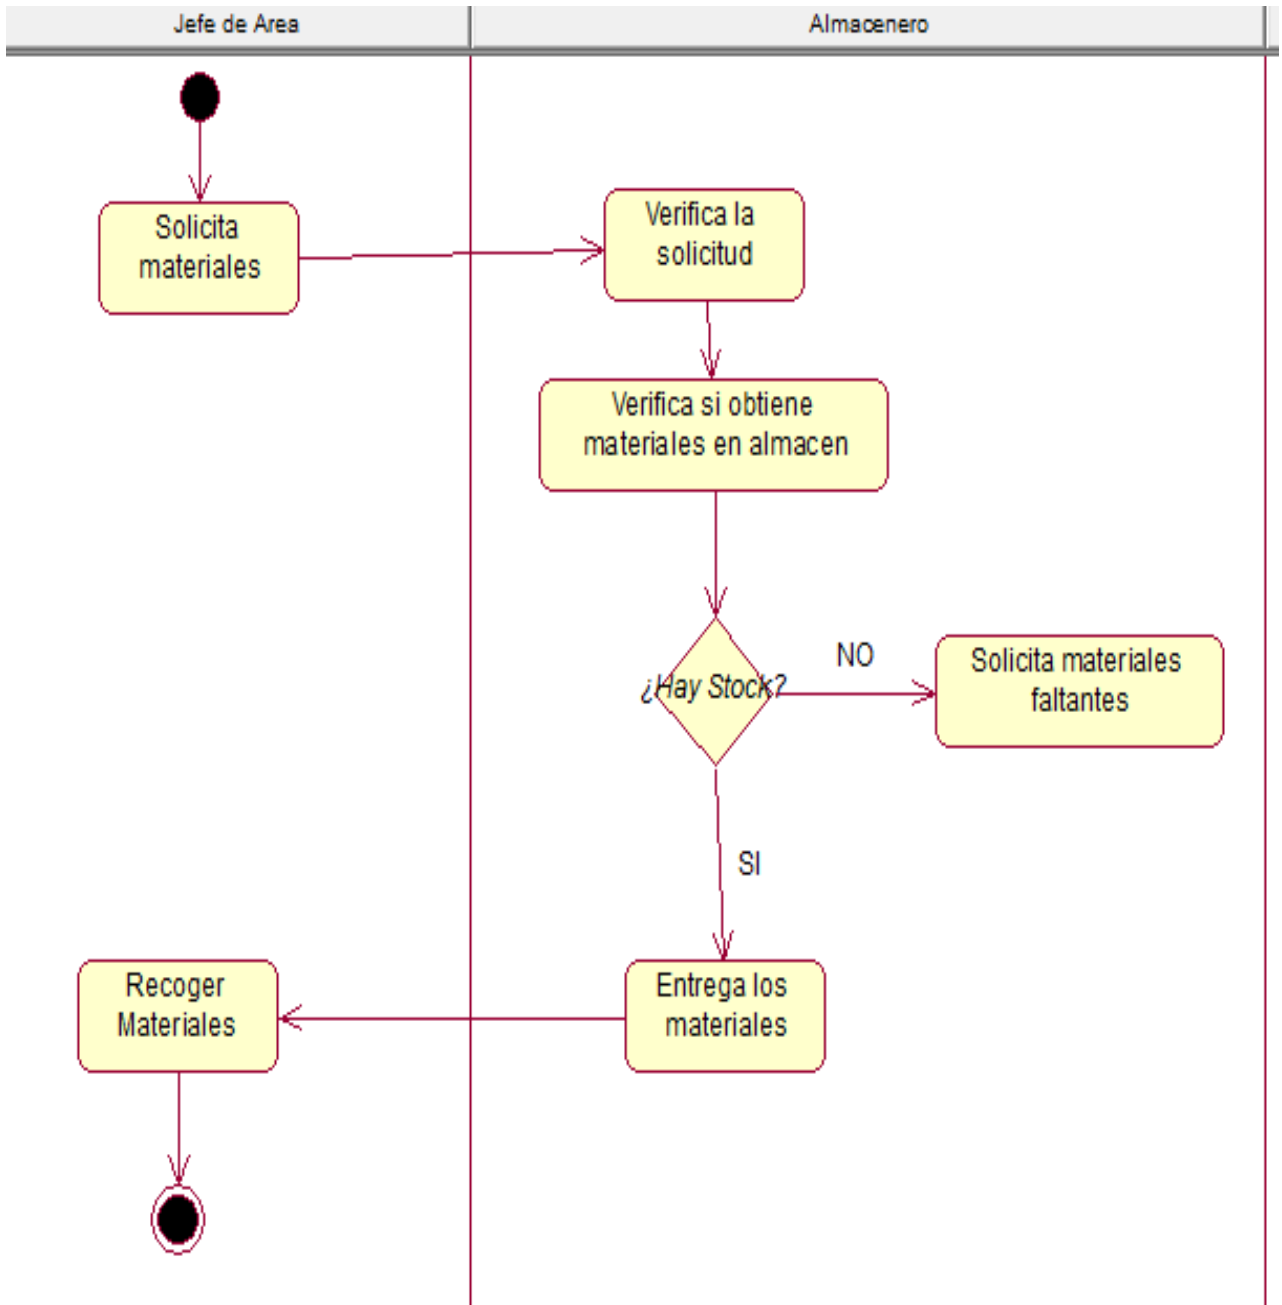 Jefe de Area
Almacenero
Solicita
materiales
Verifica la
solicitud
Verifica si obtiene
materiales en almacen
¿Hay Stock?
NO
Solicita materiales
faltantes
SI
Recoger
Materiales
Entrega los
materiales